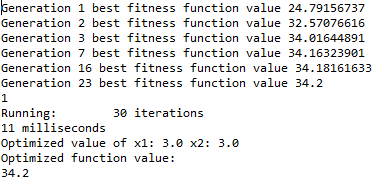 Generation 1 best fitness function value 24.79156737
Generation 2 best fitness function value 32.57076616
Generation 3 best fitness function value 34.01644891
Generation 7 best fitness function value 34.16323901
Generation 16 best fitness function value 34.18161633
Generation 23 best fitness function value 34.2
1
Running: 30 iterations
11 milliseconds
Optimized value of x1: 3.0 x2: 3.0
Optimized function value:
34.2